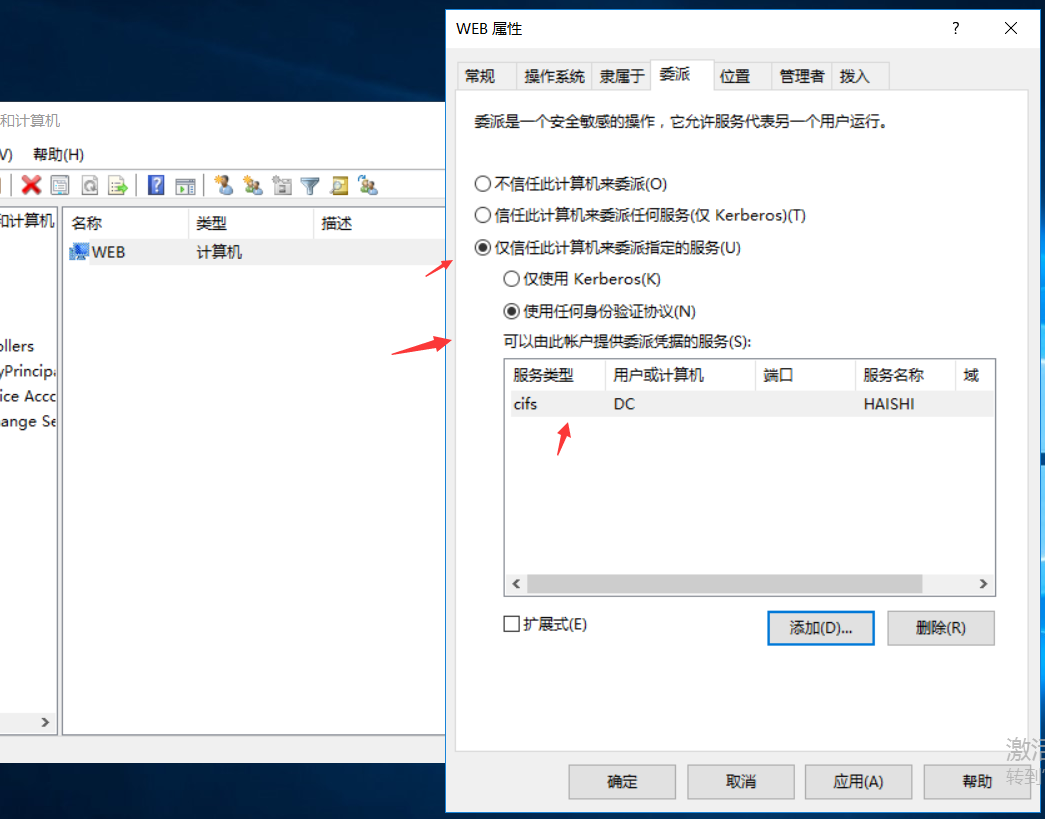 WEB 属性
常规 操作系统 隶属于 委派 位置 管理者 拨入
委派是一个安全敏感的操作，它允许服务代表另一个用户运行。
不信任此计算机来委派(O)
信任此计算机来委派任何服务(仅 Kerberos)(T)
仅信任此计算机来委派指定的服务(U)
仅使用 Kerberos(K)
使用任何身份验证协议(N)
可以由此帐户提供委派凭据的服务(S):
服务类型 用户或计算机 端口 服务名称 域
cifs DC HAISHI
扩展式(E)
添加(D)... 删除(R)
确定 取消 应用(A) 帮助
和计算机
V) 帮助(H)
和计算机
名称 类型 描述
WEB 计算机
ollers
yPrincipa
ice Acco
ange Se
激活
转到